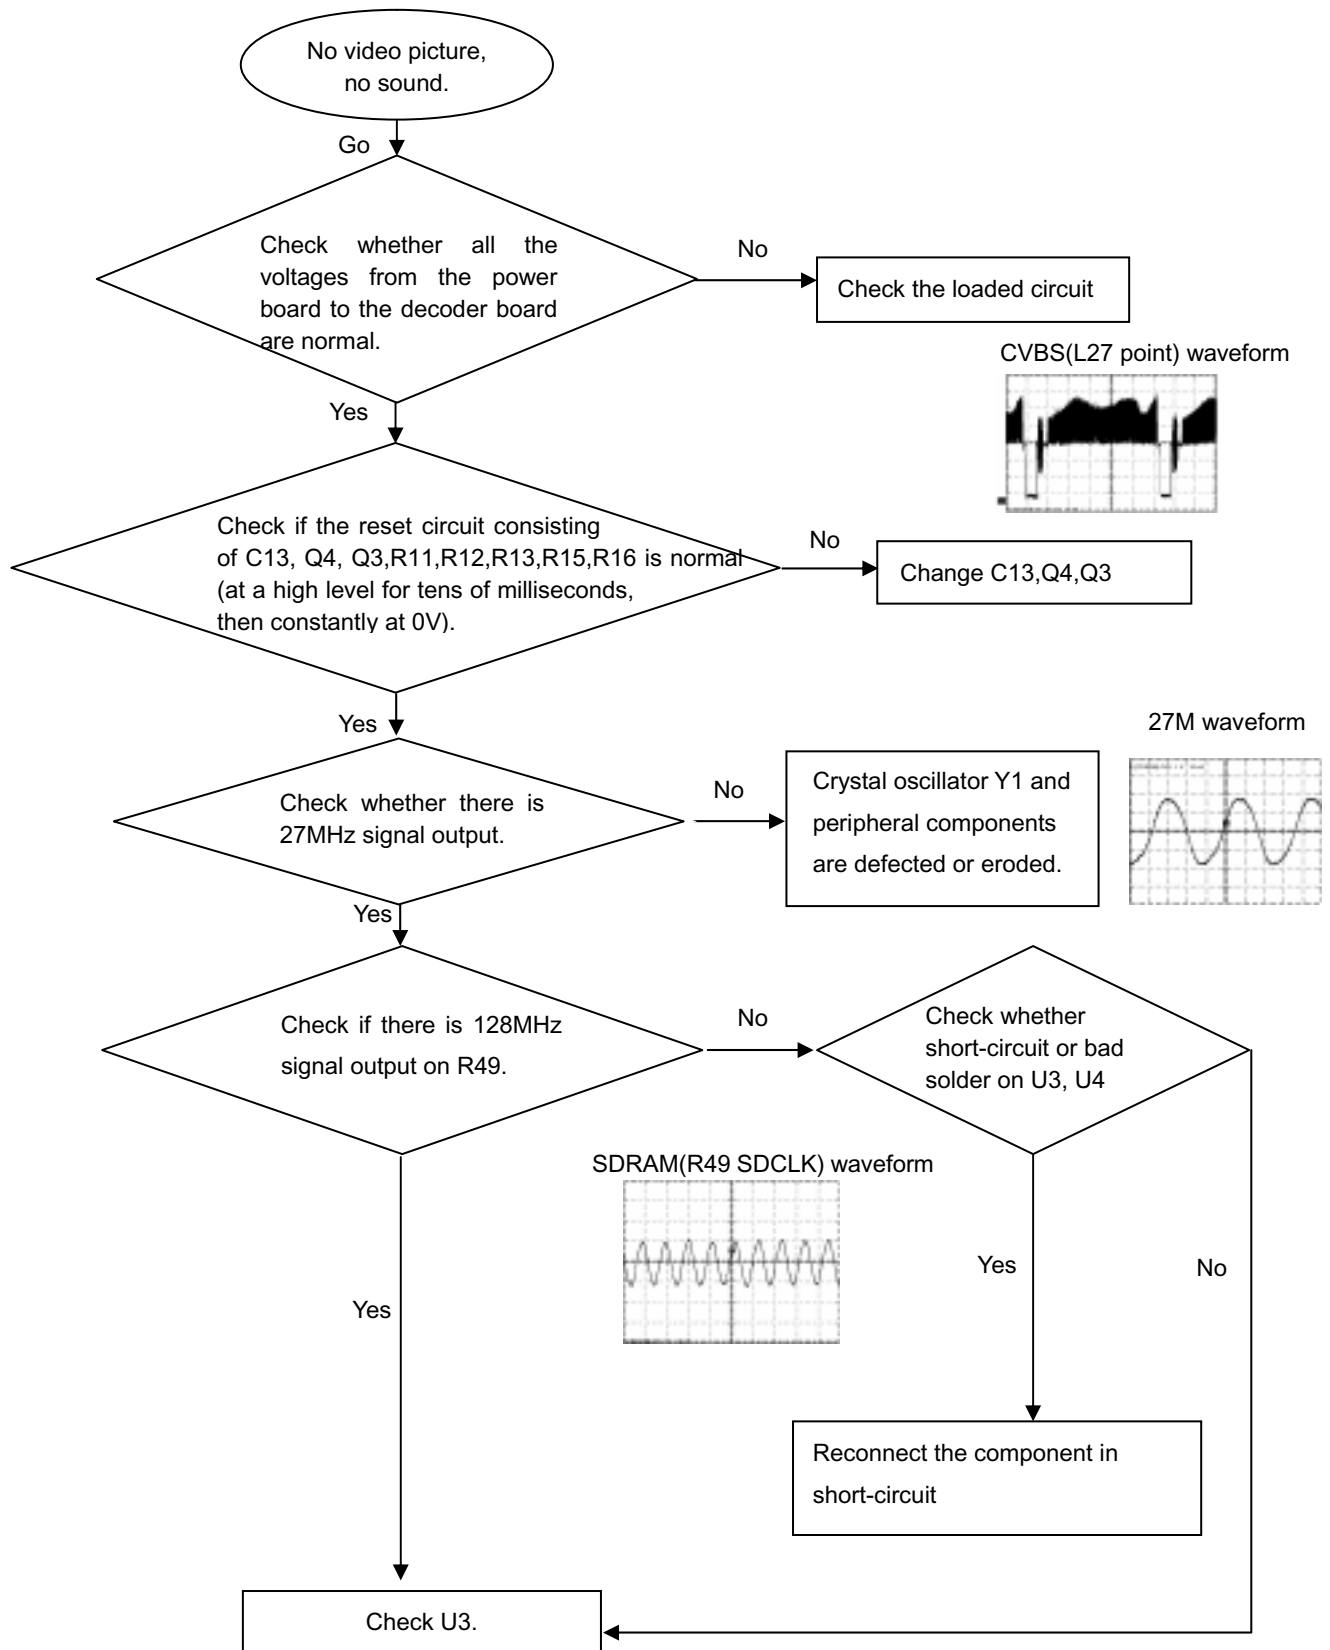 No video picture,
no sound.
Go
Check whether all the
voltages from the power
board to the decoder board
are normal.
No
Check the loaded circuit
CVBS(L27 point) waveform
Yes
Check if the reset circuit consisting
of C13, Q4, Q3,R11,R12,R13,R15,R16 is normal
(at a high level for tens of milliseconds,
then constantly at 0V).
No
Change C13,Q4,Q3
Yes
27M waveform
Check whether there is
27MHz signal output.
No
Crystal oscillator Y1 and
peripheral components
are defected or eroded.
Yes
Check if there is 128MHz
signal output on R49.
No
Check whether
short-circuit or bad
solder on U3, U4
SDRAM(R49 SDCLK) waveform
Yes
No
Yes
Reconnect the component in
short-circuit
Check U3.